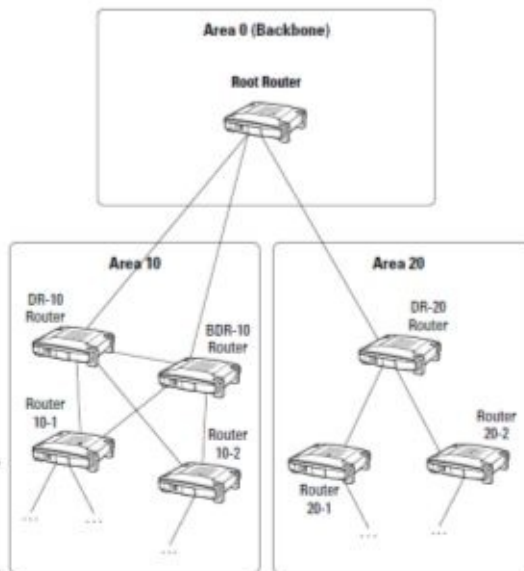 Area 0 (Backbone)
Root Router
Area 10
DR-10
Router
BDR-10
Router
Router
10-1
Router
10-2
...
...
...
Area 20
DR-20
Router
Router
20-1
Router
20-2
...
...